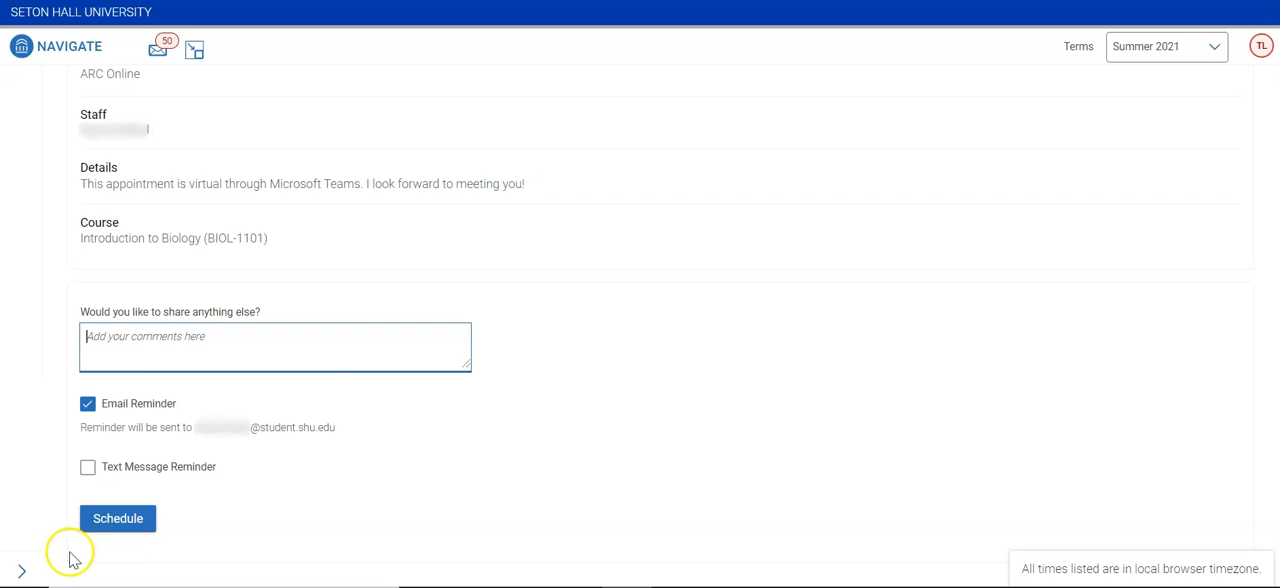 SETON HALL UNIVERSITY
NAVIGATE
50
Terms
Summer 2021
TL
ARC Online
Staff
Details
This appointment is virtual through Microsoft Teams. I look forward to meeting you!
Course
Introduction to Biology (BIOL-1101)
Would you like to share anything else?
Add your comments here
Email Reminder
Reminder will be sent to @student.shu.edu
Text Message Reminder
Schedule
All times listed are in local browser timezone.